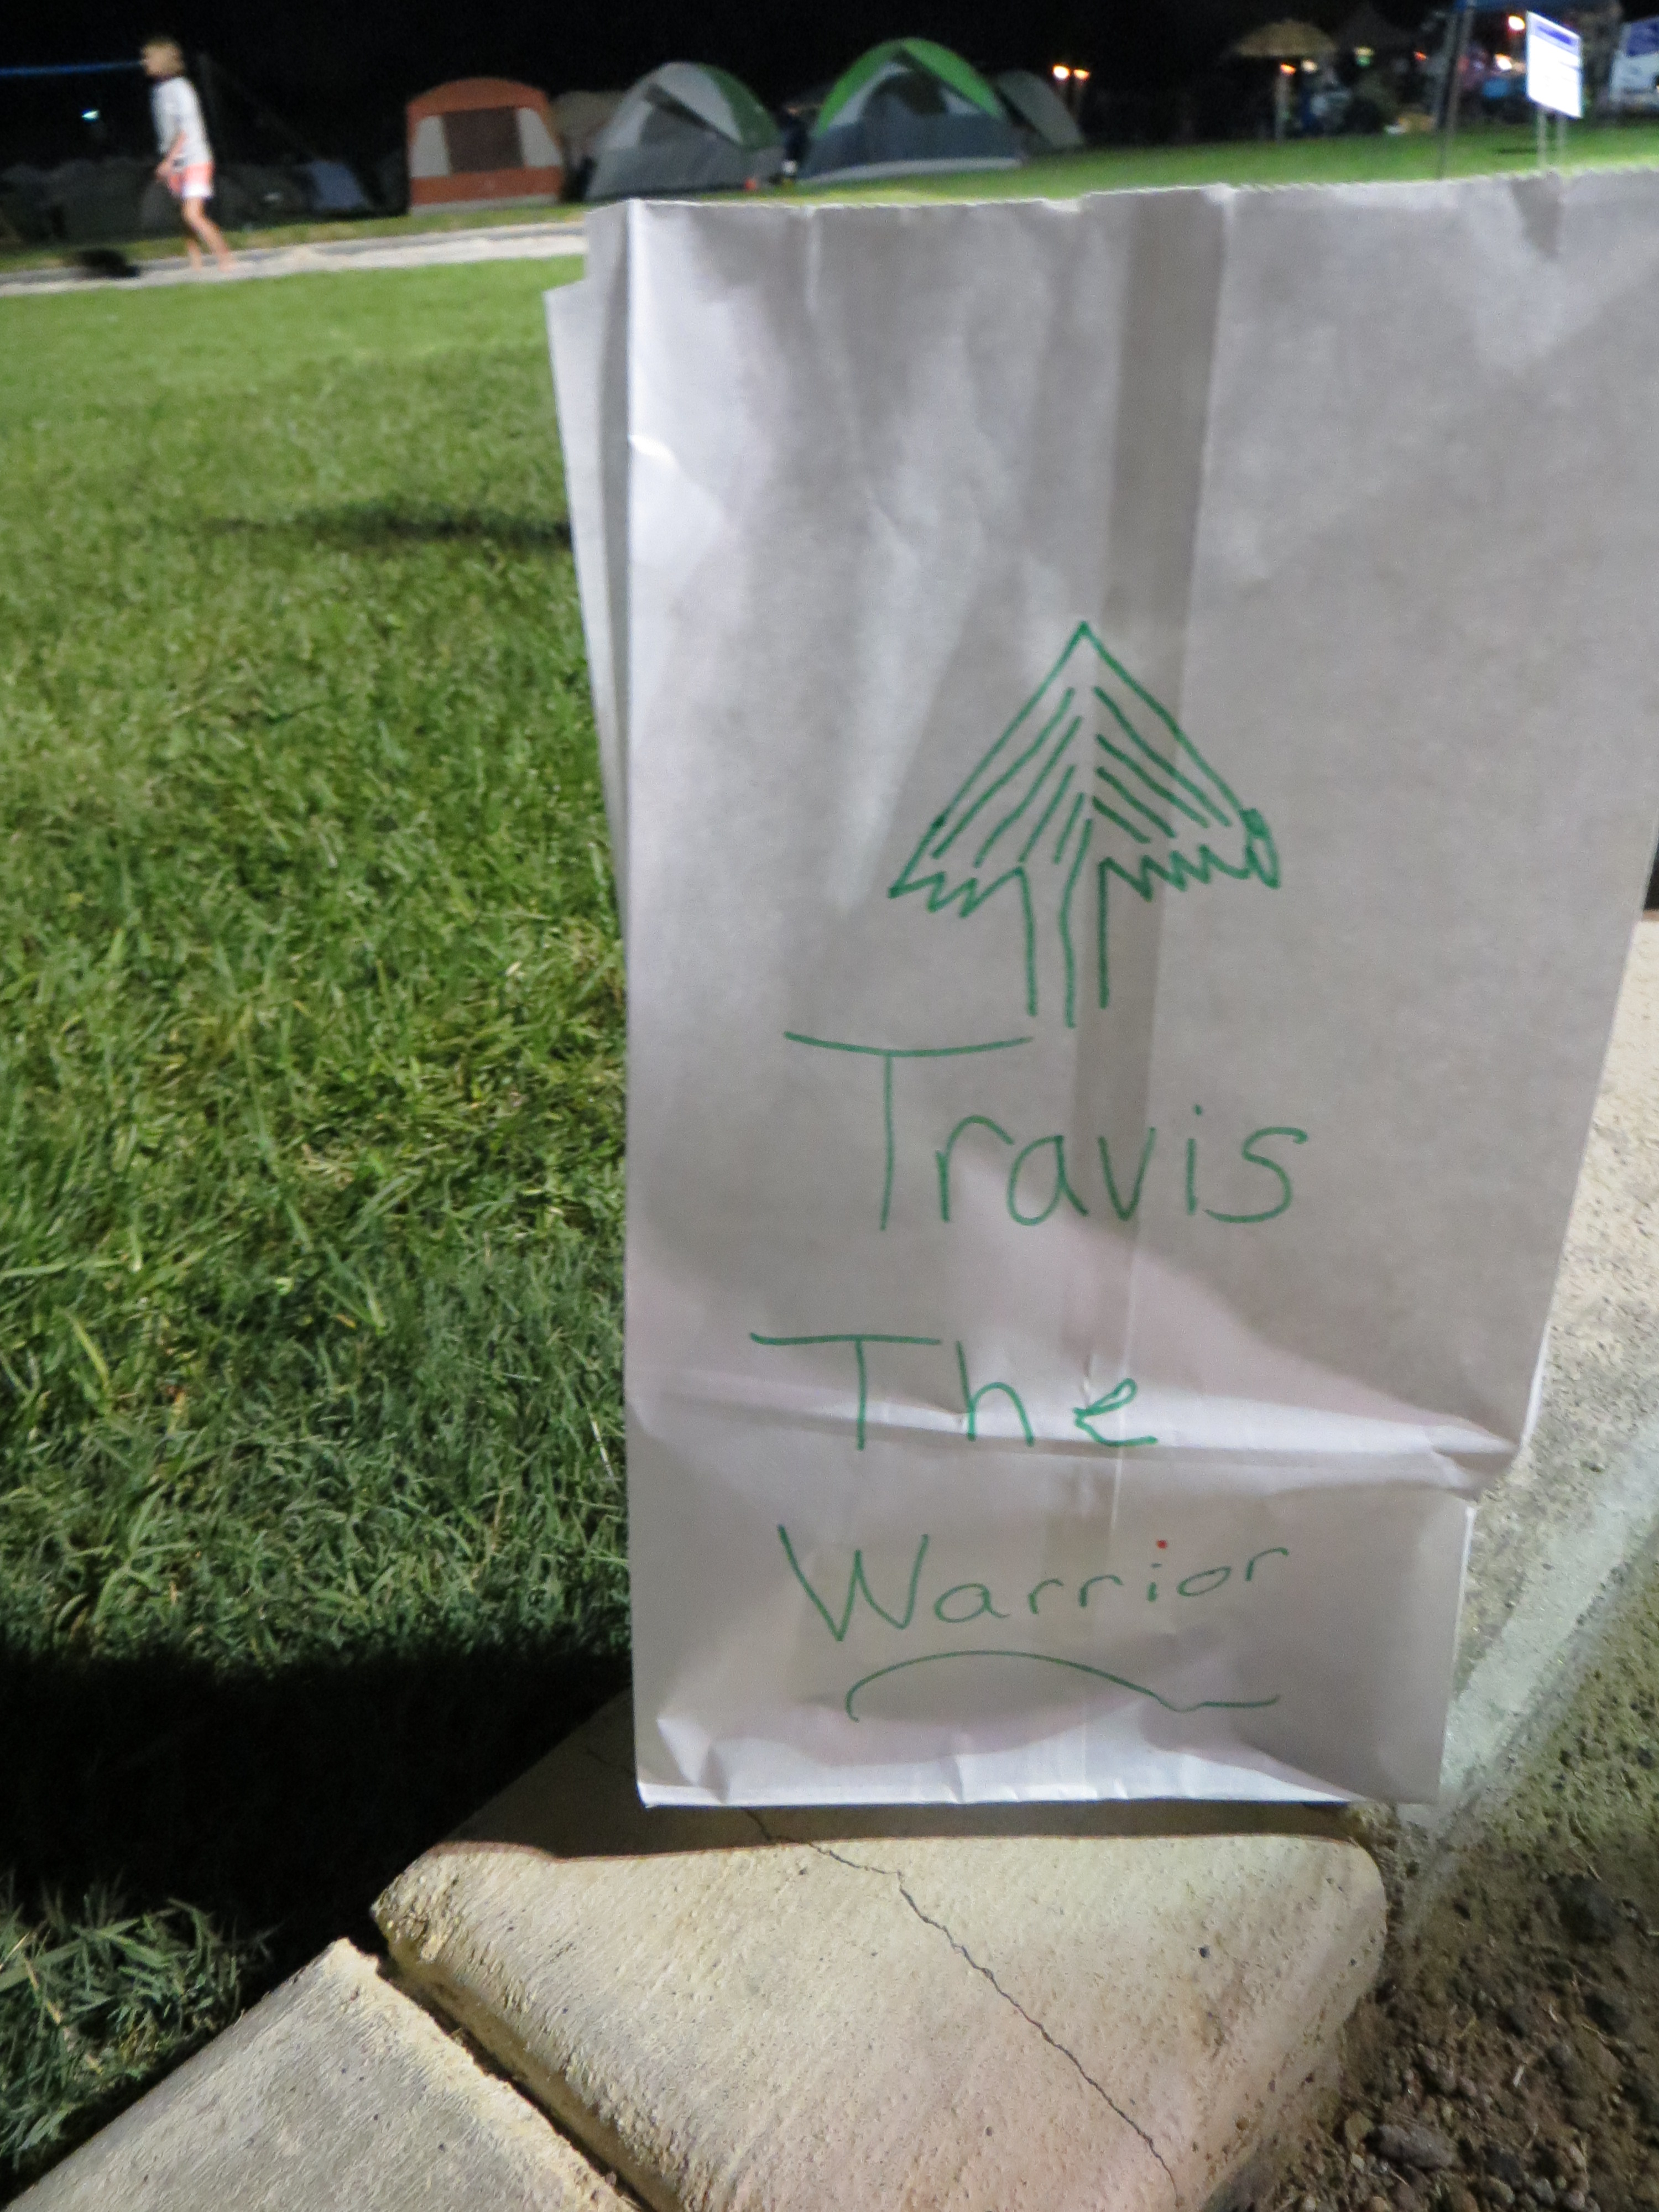 Travis
The
Warrior